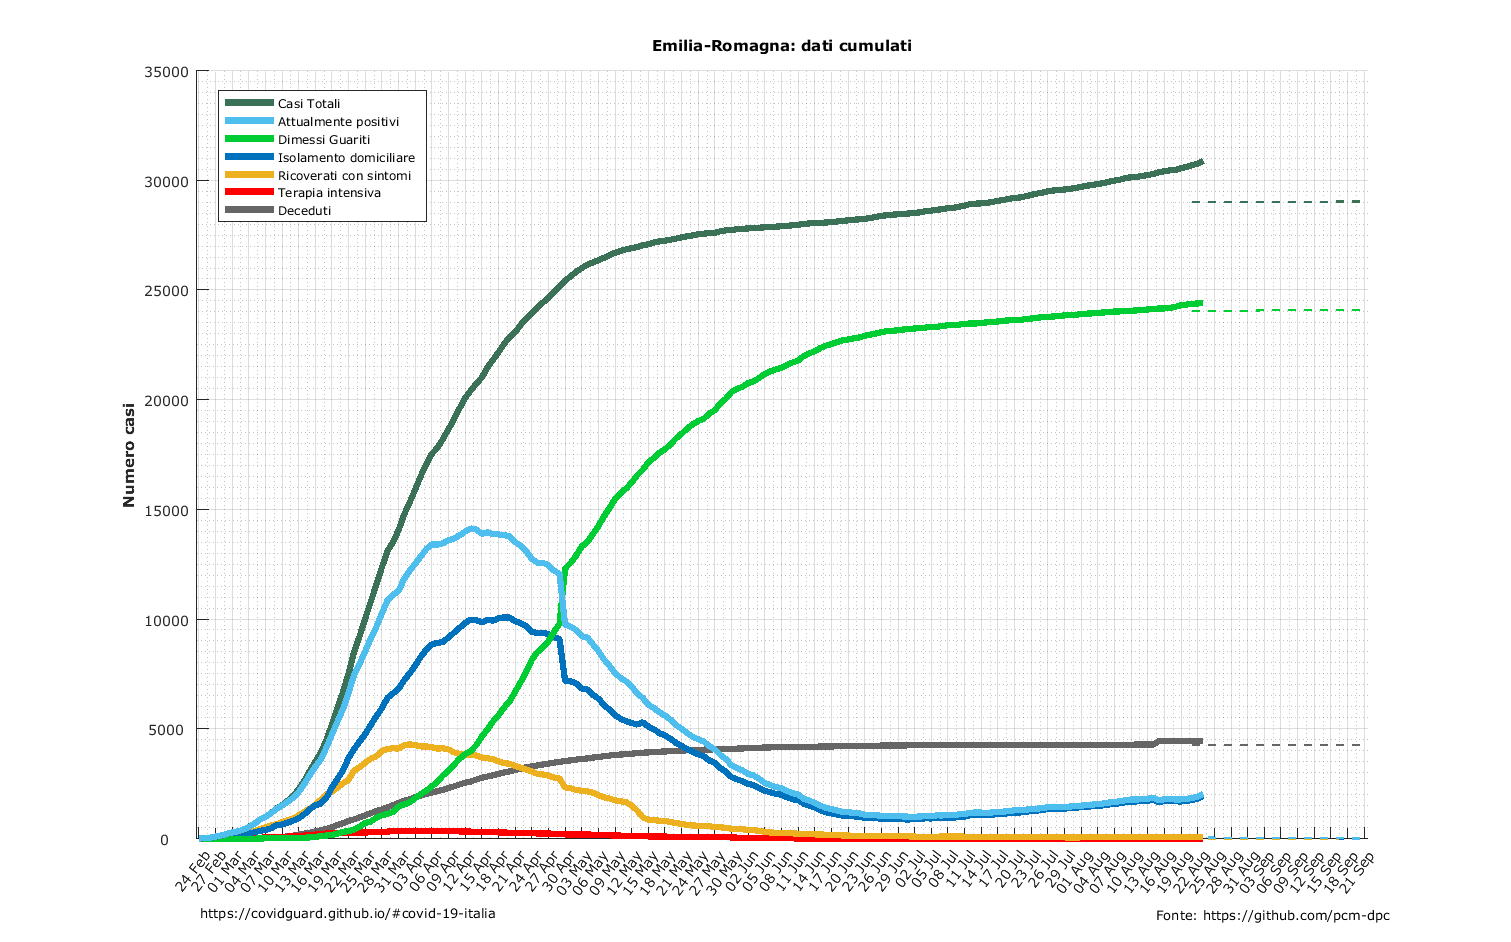 Emilia-Romagna: dati cumulati
35000
30000
25000
20000
15000
10000
5000
0
Numero casi
Casi Totali
Attualmente positivi
Dimessi Guariti
Isolamento domiciliare
Ricoverati con sintomi
Terapia intensiva
Deceduti
24 Feb
27 Feb
01 Mar
04 Mar
07 Mar
10 Mar
13 Mar
16 Mar
19 Mar
22 Mar
25 Mar
28 Mar
31 Mar
03 Apr
06 Apr
09 Apr
12 Apr
15 Apr
18 Apr
21 Apr
24 Apr
27 Apr
30 Apr
03 May
06 May
09 May
12 May
15 May
18 May
21 May
24 May
27 May
30 May
02 Jun
05 Jun
08 Jun
11 Jun
14 Jun
17 Jun
20 Jun
23 Jun
26 Jun
29 Jun
02 Jul
05 Jul
08 Jul
11 Jul
14 Jul
17 Jul
20 Jul
23 Jul
26 Jul
29 Jul
01 Aug
04 Aug
07 Aug
10 Aug
13 Aug
16 Aug
19 Aug
22 Aug
25 Aug
28 Aug
31 Aug
03 Sep
06 Sep
09 Sep
12 Sep
15 Sep
18 Sep
21 Sep
https://covidguard.github.io/#covid-19-italia
Fonte: https://github.com/pcm-dpc